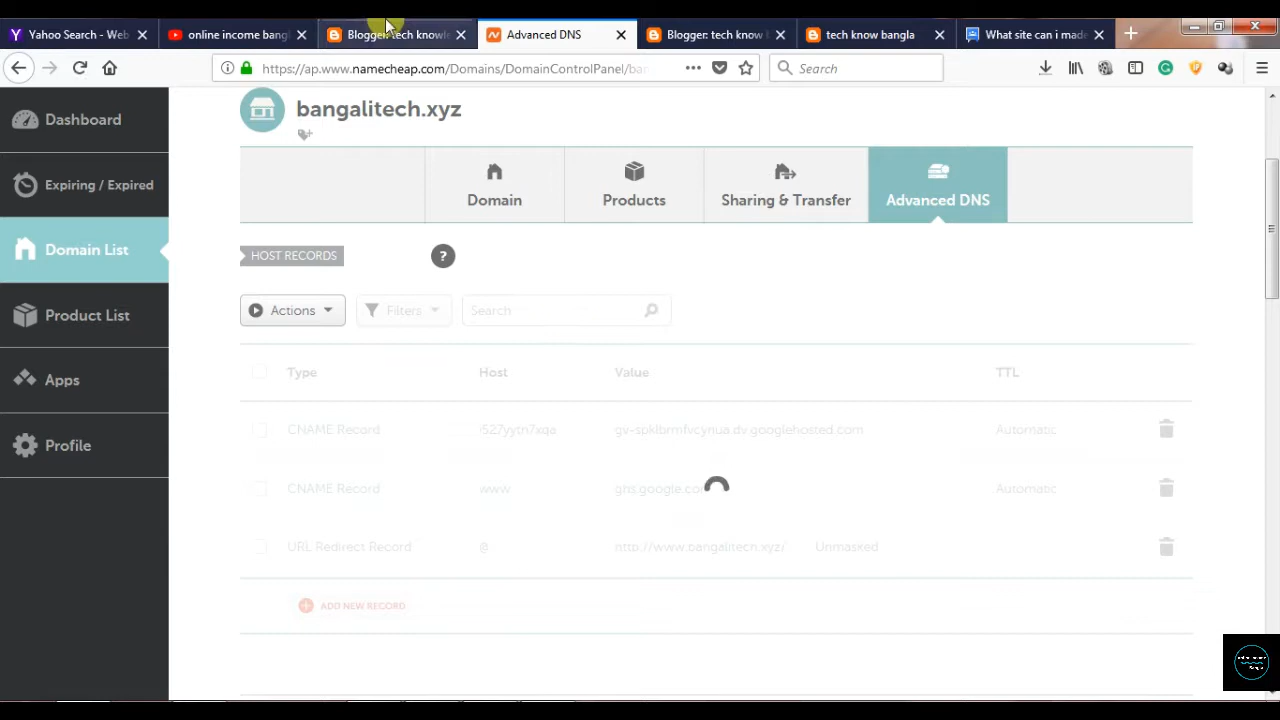 Yahoo Search - Web
online income bangl
Blogger: tech knowle
Advanced DNS
Blogger: tech know b
tech know bangla
What site can i made
https://ap.www.namecheap.com/Domains/DomainControlPanel/ban
Search
Dashboard
Expiring / Expired
Domain List
Product List
Apps
Profile
bangalitech.xyz
Domain
Products
Sharing & Transfer
Advanced DNS
HOST RECORDS
?
Actions
Filters
Search
Type Host Value TTL
CNAME Record Automatic
CNAME Record www Automatic
URL Redirect Record @ http://www.bangalitech.xyz/ Unmasked
ADD NEW RECORD